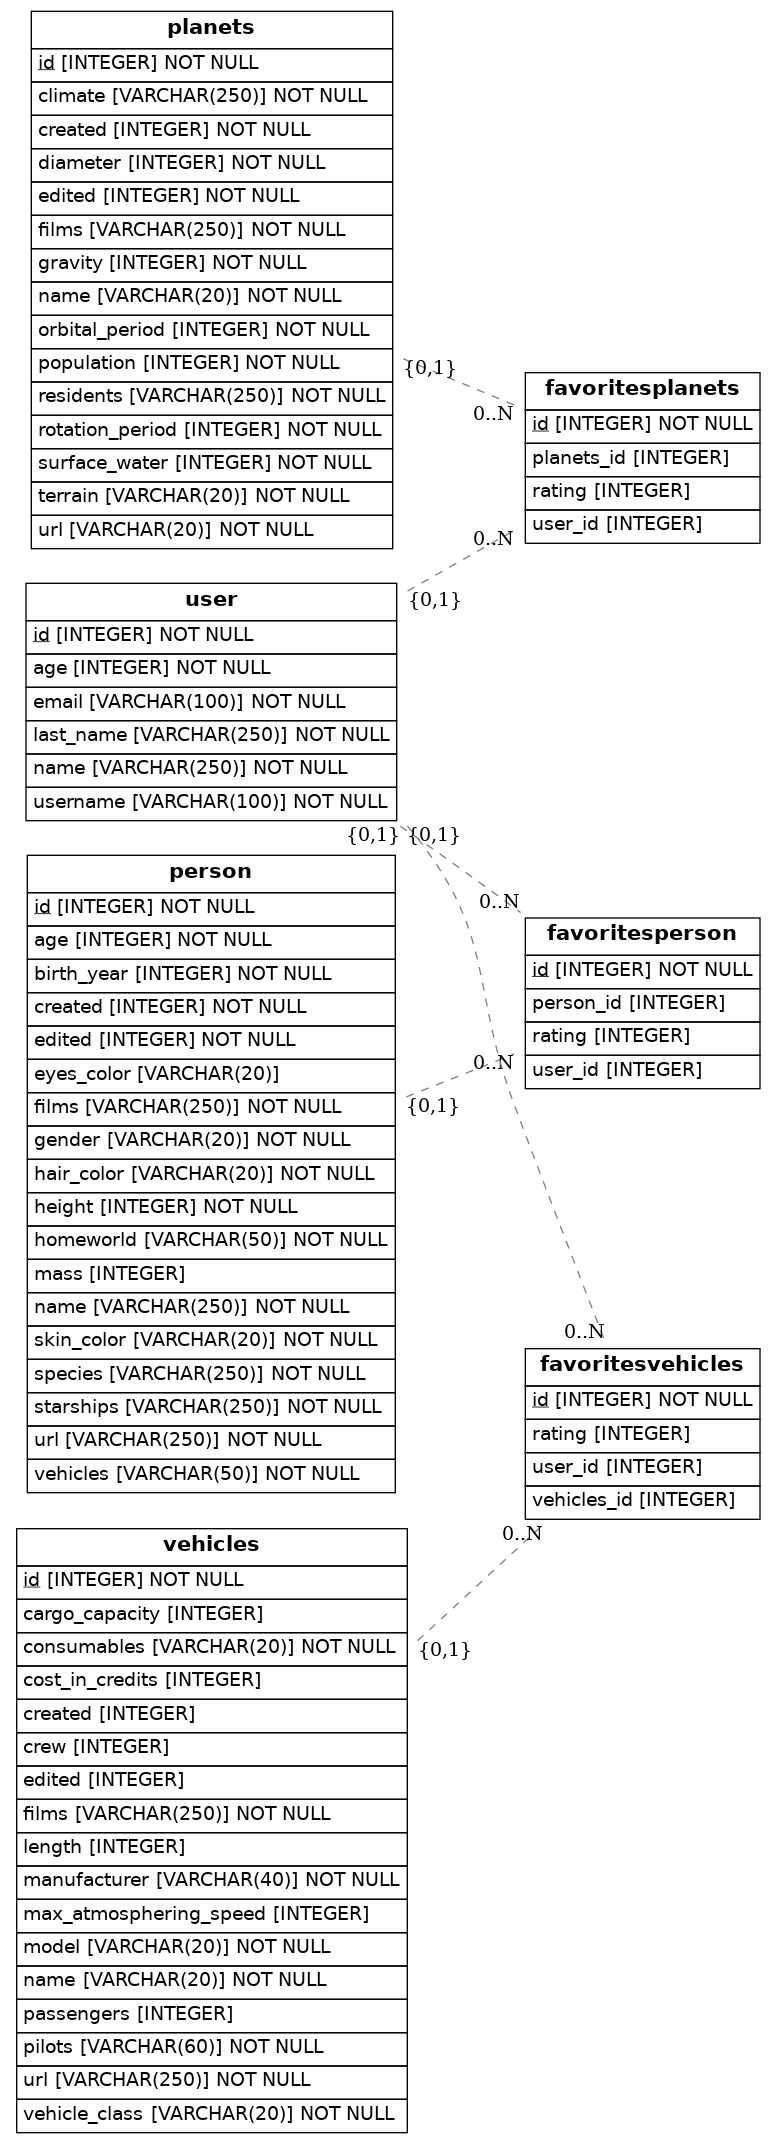 planets
id [INTEGER] NOT NULL
climate [VARCHAR(250)] NOT NULL
created [INTEGER] NOT NULL
diameter [INTEGER] NOT NULL
edited [INTEGER] NOT NULL
films [VARCHAR(250)] NOT NULL
gravity [INTEGER] NOT NULL
name [VARCHAR(20)] NOT NULL
orbital_period [INTEGER] NOT NULL
population [INTEGER] NOT NULL
residents [VARCHAR(250)] NOT NULL
rotation_period [INTEGER] NOT NULL
surface_water [INTEGER] NOT NULL
terrain [VARCHAR(20)] NOT NULL
url [VARCHAR(20)] NOT NULL
{0,1}
0..N
favoritesplanets
id [INTEGER] NOT NULL
planets_id [INTEGER]
rating [INTEGER]
user_id [INTEGER]
0..N
{0,1}
user
id [INTEGER] NOT NULL
age [INTEGER] NOT NULL
email [VARCHAR(100)] NOT NULL
last_name [VARCHAR(250)] NOT NULL
name [VARCHAR(250)] NOT NULL
username [VARCHAR(100)] NOT NULL
{0,1} {0,1}
person
id [INTEGER] NOT NULL
age [INTEGER] NOT NULL
birth_year [INTEGER] NOT NULL
created [INTEGER] NOT NULL
edited [INTEGER] NOT NULL
eyes_color [VARCHAR(20)]
films [VARCHAR(250)] NOT NULL
gender [VARCHAR(20)] NOT NULL
hair_color [VARCHAR(20)] NOT NULL
height [INTEGER] NOT NULL
homeworld [VARCHAR(50)] NOT NULL
mass [INTEGER]
name [VARCHAR(250)] NOT NULL
skin_color [VARCHAR(20)] NOT NULL
species [VARCHAR(250)] NOT NULL
starships [VARCHAR(250)] NOT NULL
url [VARCHAR(250)] NOT NULL
vehicles [VARCHAR(50)] NOT NULL
0..N
favoritesperson
id [INTEGER] NOT NULL
person_id [INTEGER]
rating [INTEGER]
user_id [INTEGER]
0..N
{0,1}
0..N
favoritesvehicles
id [INTEGER] NOT NULL
rating [INTEGER]
user_id [INTEGER]
vehicles_id [INTEGER]
0..N
{0,1}
vehicles
id [INTEGER] NOT NULL
cargo_capacity [INTEGER]
consumables [VARCHAR(20)] NOT NULL
cost_in_credits [INTEGER]
created [INTEGER]
crew [INTEGER]
edited [INTEGER]
films [VARCHAR(250)] NOT NULL
length [INTEGER]
manufacturer [VARCHAR(40)] NOT NULL
max_atmosphering_speed [INTEGER]
model [VARCHAR(20)] NOT NULL
name [VARCHAR(20)] NOT NULL
passengers [INTEGER]
pilots [VARCHAR(60)] NOT NULL
url [VARCHAR(250)] NOT NULL
vehicle_class [VARCHAR(20)] NOT NULL